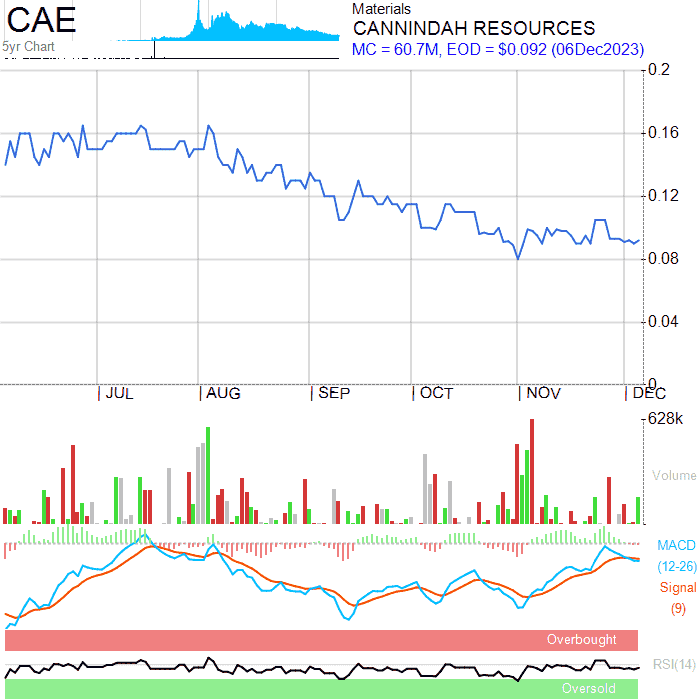 CAE
5yr Chart
Materials
CANNINDAH RESOURCES
MC = 60.7M, EOD = $0.092 (06Dec2023)
0.2
0.16
0.12
0.08
0.04
0
JUL
AUG
SEP
OCT
NOV
DEC
628k
Volume
MACD
(12-26)
Signal
(9)
Overbought
RSI(14)
Oversold